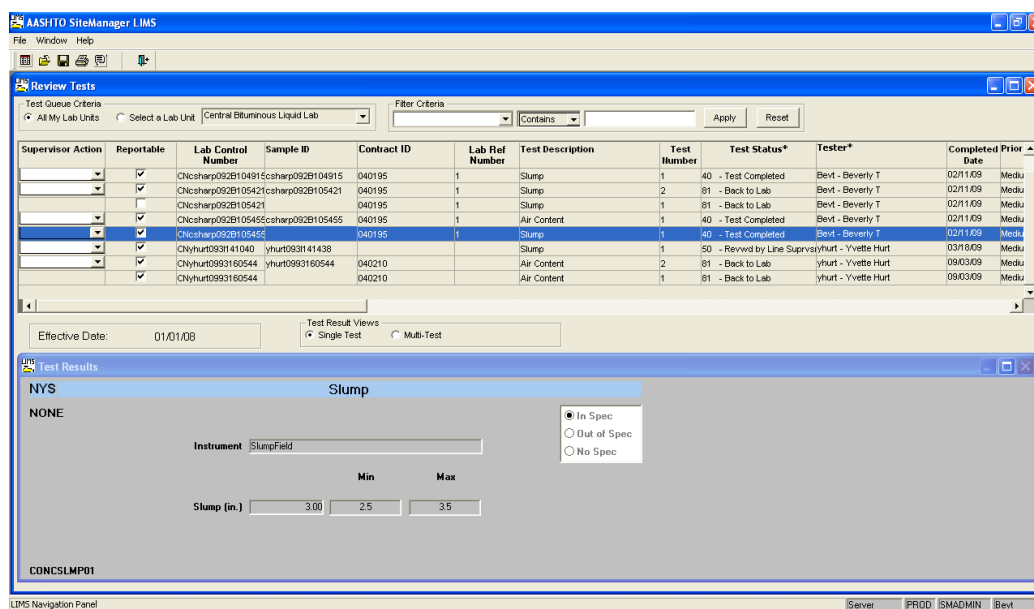 AASHTO SiteManager LIMS
File Window Help
Review Tests
Test Queue Criteria
All My Lab Units Select a Lab Unit Central Bituminous Liquid Lab
Filter Criteria
Contains Apply Reset
Supervisor Action Reportable Lab Control Number Sample ID Contract ID Lab Ref Number Test Description Test Number Test Status* Tester* Completed Date Prior
CNcsharp092B104915 csharp092B104915 040195 1 Slump 1 40 - Test Completed Bevt - Beverly T 02/11/09 Mediu
CNcsharp092B105421 csharp092B105421 040195 1 Slump 2 81 - Back to Lab Bevt - Beverly T 02/11/09 Mediu
CNcsharp092B105421 040195 1 Slump 1 81 - Back to Lab Bevt - Beverly T 02/11/09 Mediu
CNcsharp092B105455 csharp092B105455 040195 1 Air Content 1 40 - Test Completed Bevt - Beverly T 02/11/09 Mediu
CNcsharp092B105455 040195 1 Slump 1 40 - Test Completed Bevt - Beverly T 02/11/09 Mediu
CNyhurt093I141040 yhurt093I141438 Slump 1 50 - Revwd by Line Suprvs yhurt - Yvette Hurt 03/18/09 Mediu
CNyhurt0993160544 yhurt0993160544 040210 Air Content 2 81 - Back to Lab yhurt - Yvette Hurt 09/03/09 Mediu
CNyhurt0993160544 040210 Air Content 1 81 - Back to Lab yhurt - Yvette Hurt 09/03/09 Mediu
Effective Date: 01/01/08
Test Result Views
Single Test Multi-Test
Test Results
NYS Slump
NONE
In Spec
Out of Spec
No Spec
Instrument SlumpField
Min Max
Slump (in.) 3.00 2.5 3.5
CONCSLMP01
LIMS Navigation Panel Server PROD SMADMIN Bevt